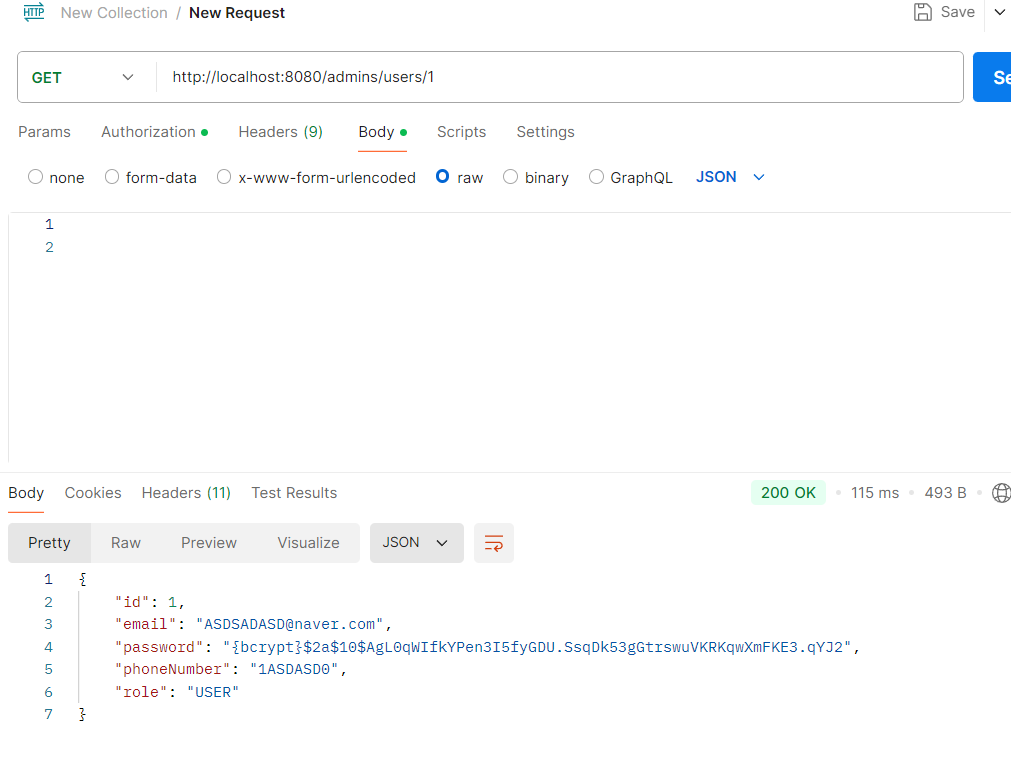 HTTP New Collection / New Request Save
GET http://localhost:8080/admins/users/1 Se
Params Authorization Headers (9) Body Scripts Settings
none form-data x-www-form-urlencoded raw binary GraphQL JSON
1
2
Body Cookies Headers (11) Test Results 200 OK 115 ms 493 B
Pretty Raw Preview Visualize JSON
1 {
2 "id": 1,
3 "email": "ASDSADASD@naver.com",
4 "password": "{bcrypt}$2a$10$AgL0qWIfkYPen3I5fyGDU.SsqDk53gGtrswuVKRKqwXmFKE3.qYJ2",
5 "phoneNumber": "1ASDASD0",
6 "role": "USER"
7 }